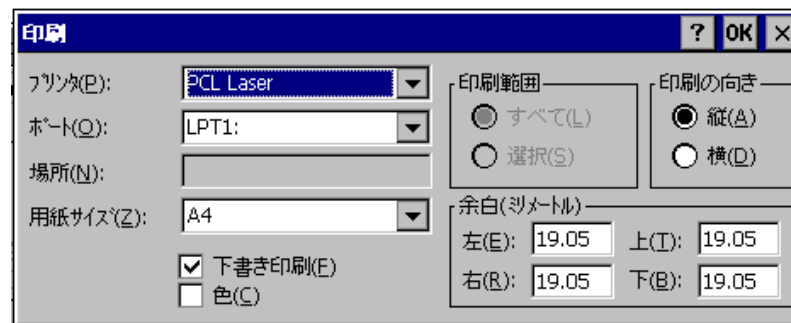 印刷 ? OK ×
プリンタ(P): PCL Laser
ポート(O): LPT1:
場所(N):
用紙サイズ(Z): A4
下書き印刷(F)
色(C)
印刷範囲
すべて(L)
選択(S)
印刷の向き
縦(A)
横(D)
余白(ミリメートル)
左(E): 19.05 上(T): 19.05
右(R): 19.05 下(B): 19.05